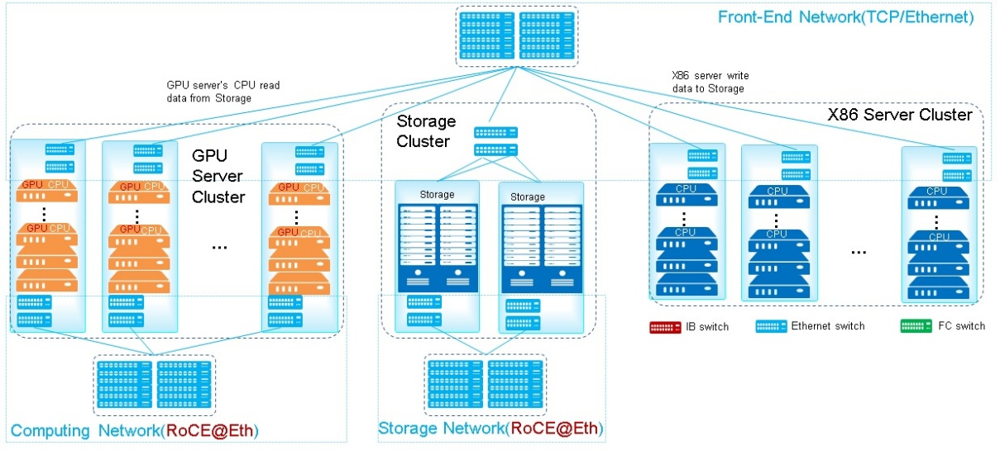 Front-End Network(TCP/Ethernet)
GPU server's CPU read
data from Storage
X86 server write
data to Storage
GPU
Server
Cluster
Storage
Cluster
X86 Server Cluster
GPU CPU
GPU CPU
GPU CPU
GPU CPU
GPU CPU
GPU CPU
...
Storage
Storage
CPU
CPU
CPU
CPU
CPU
CPU
...
IB switch
Ethernet switch
FC switch
Computing Network(RoCE@Eth)
Storage Network(RoCE@Eth)